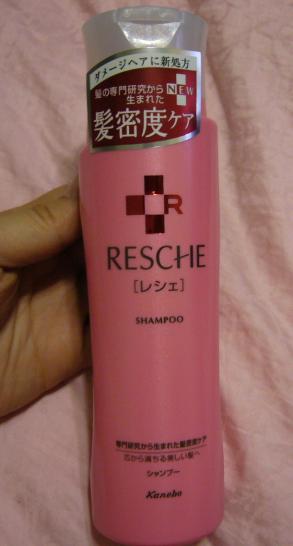 ダメージヘアに新処方
髪の専門研究から
生まれた
NEW
髪密度ケア
R
RESCHE
[レシェ]
SHAMPOO
専門研究から生まれた髪密度ケア
芯から満ちる美しい髪へ
シャンプー
Kanebo